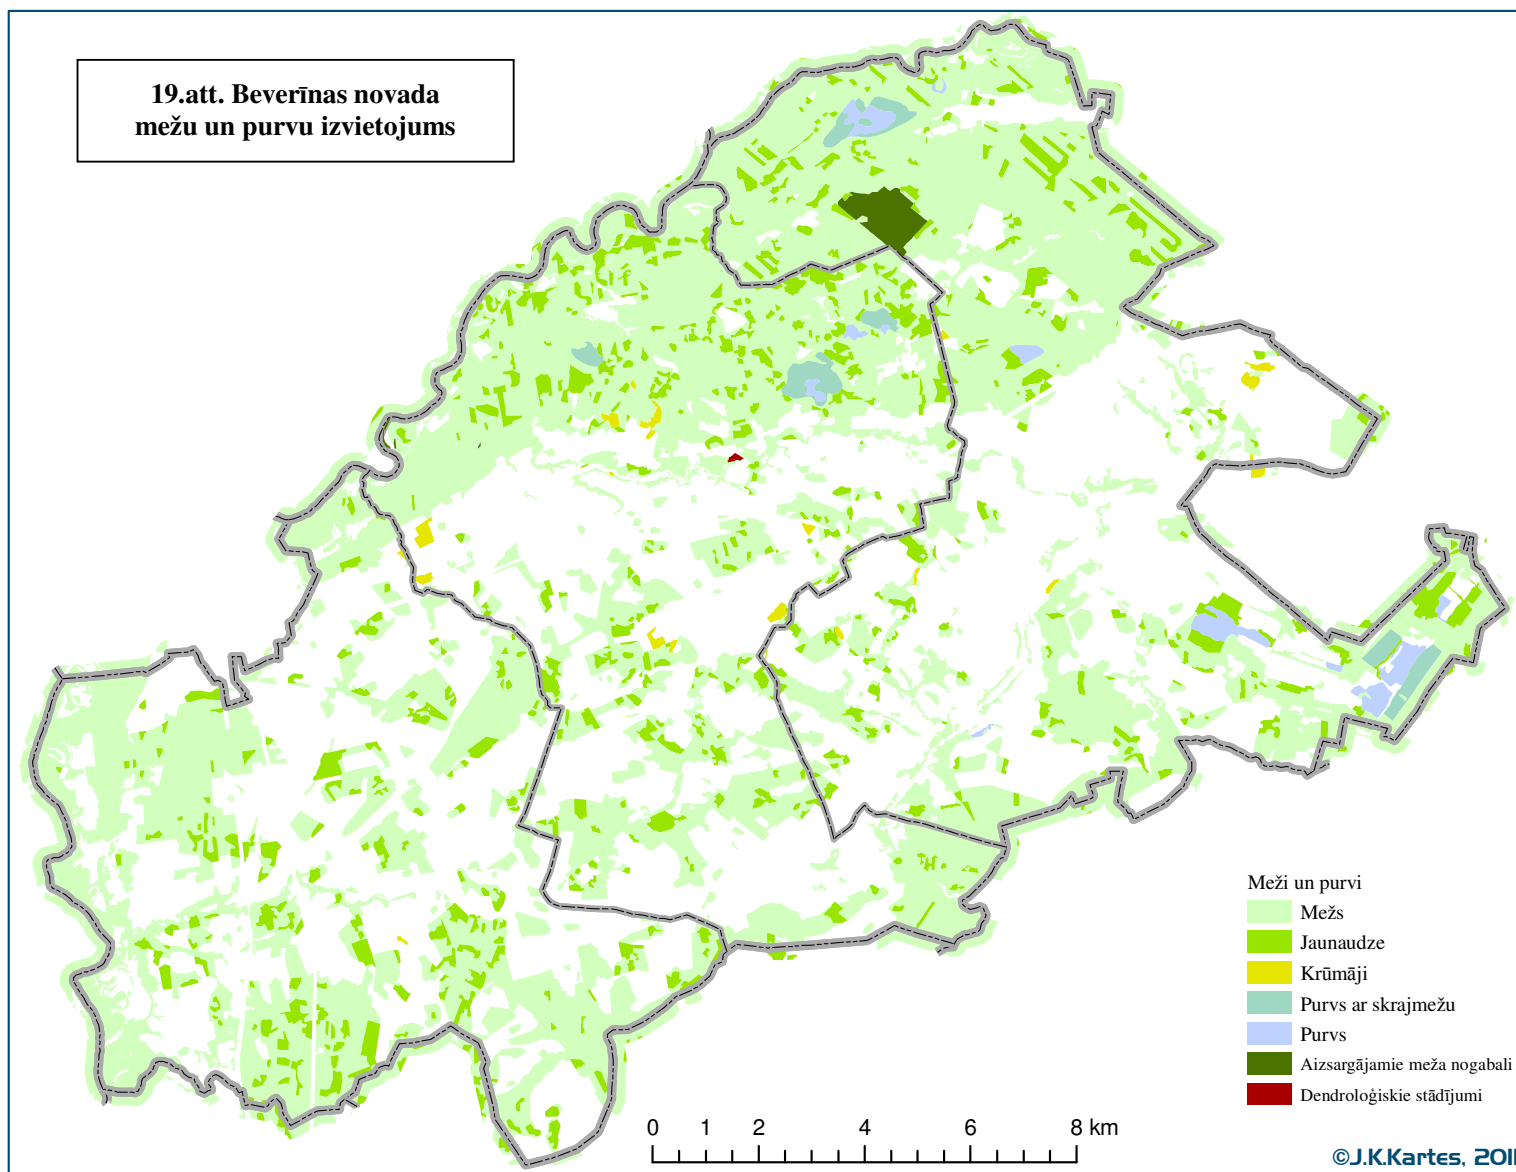 19.att. Beverīnas novada
mežu un purvu izvietojums
Meži un purvi
Mežs
Jaunaudze
Krūmāji
Purvs ar skrajmežu
Purvs
Aizsargājamie meža nogabali
Dendroloģiskie stādījumi
0 1 2 4 6 8 km
©J.K.Kartes, 2011